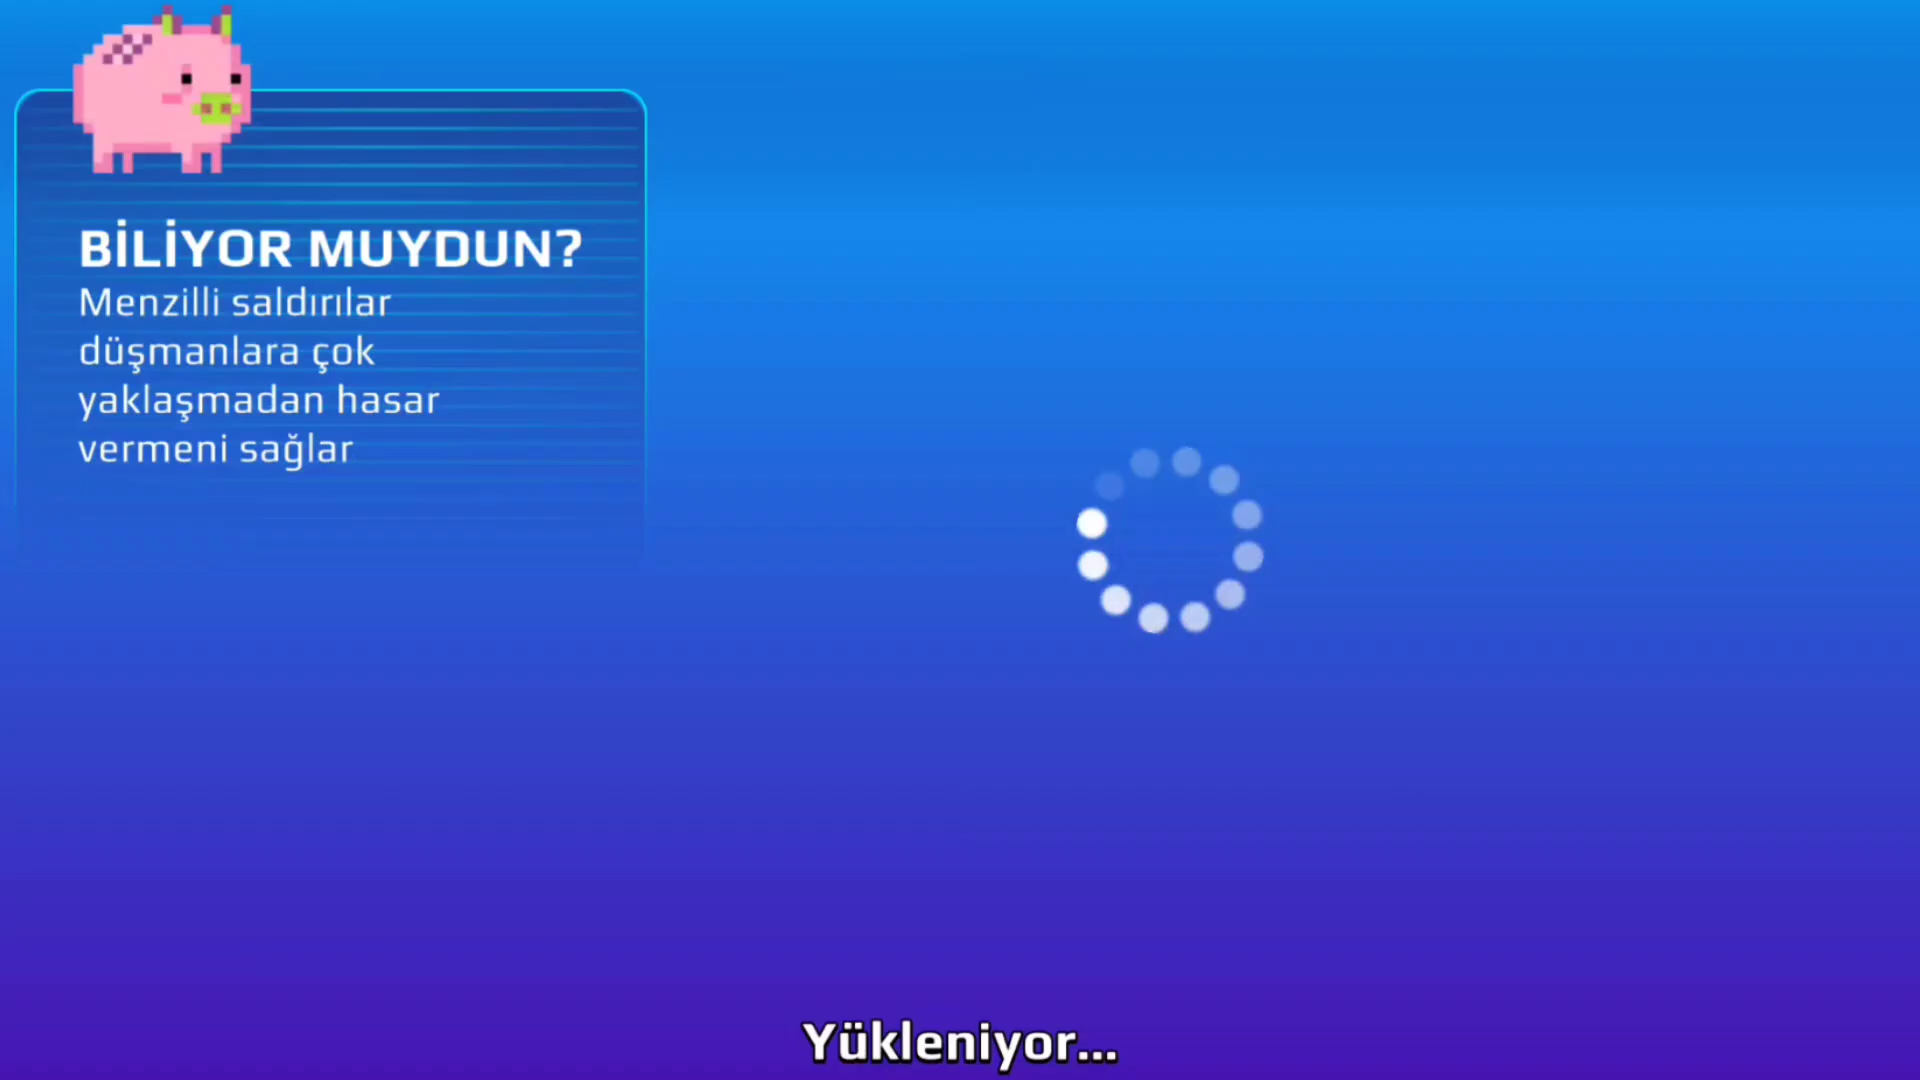 BİLİYOR MUYDUN?
Menzilli saldırılar
düşmanlara çok
yaklaşmadan hasar
vermeni sağlar
Yükleniyor...